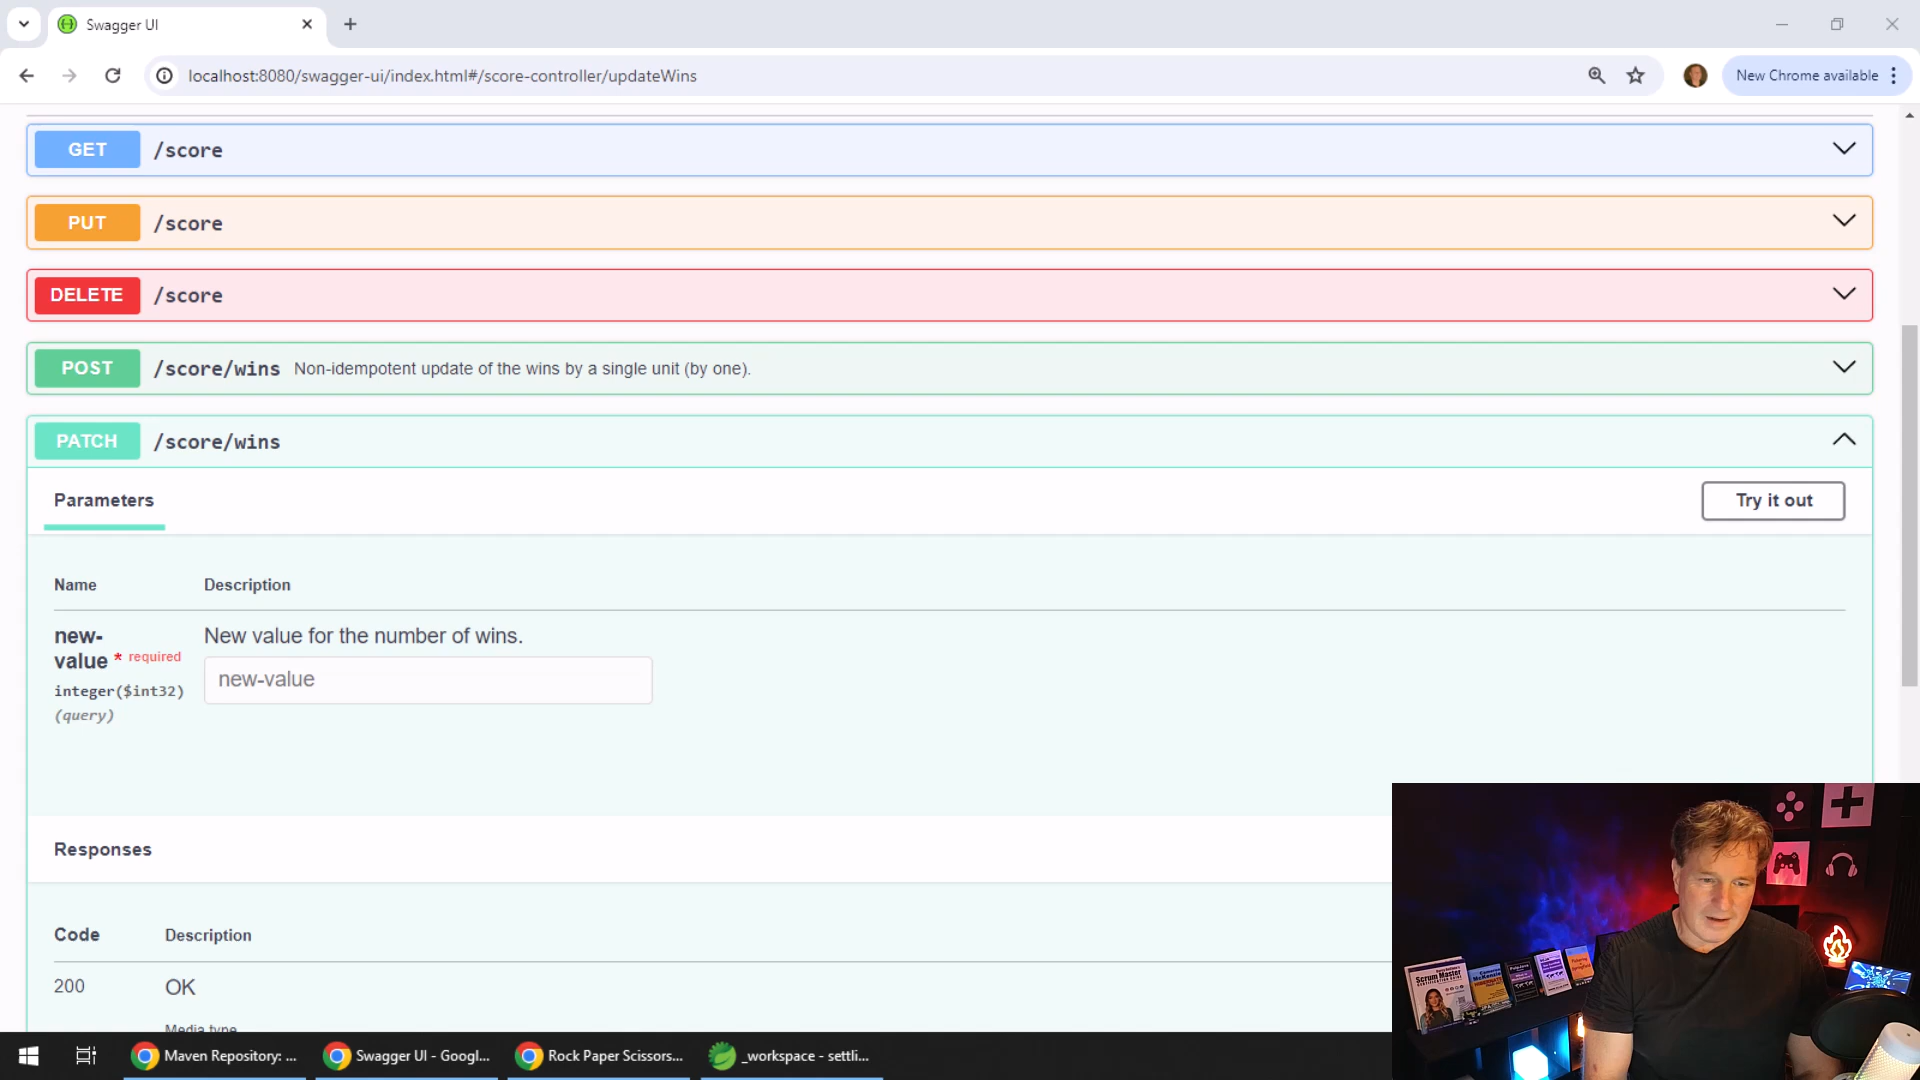 Swagger UI
localhost:8080/swagger-ui/index.html#/score-controller/updateWins
New Chrome available
GET /score
PUT /score
DELETE /score
POST /score/wins Non-idempotent update of the wins by a single unit (by one).
PATCH /score/wins
Parameters
Try it out
Name Description
new-
value * required
integer($int32)
(query)
New value for the number of wins.
new-value
Responses
Code Description
200 OK
Media type
Scrum Master
Maven Repository: ...
Swagger UI - Googl...
Rock Paper Scissors...
_workspace - settli...